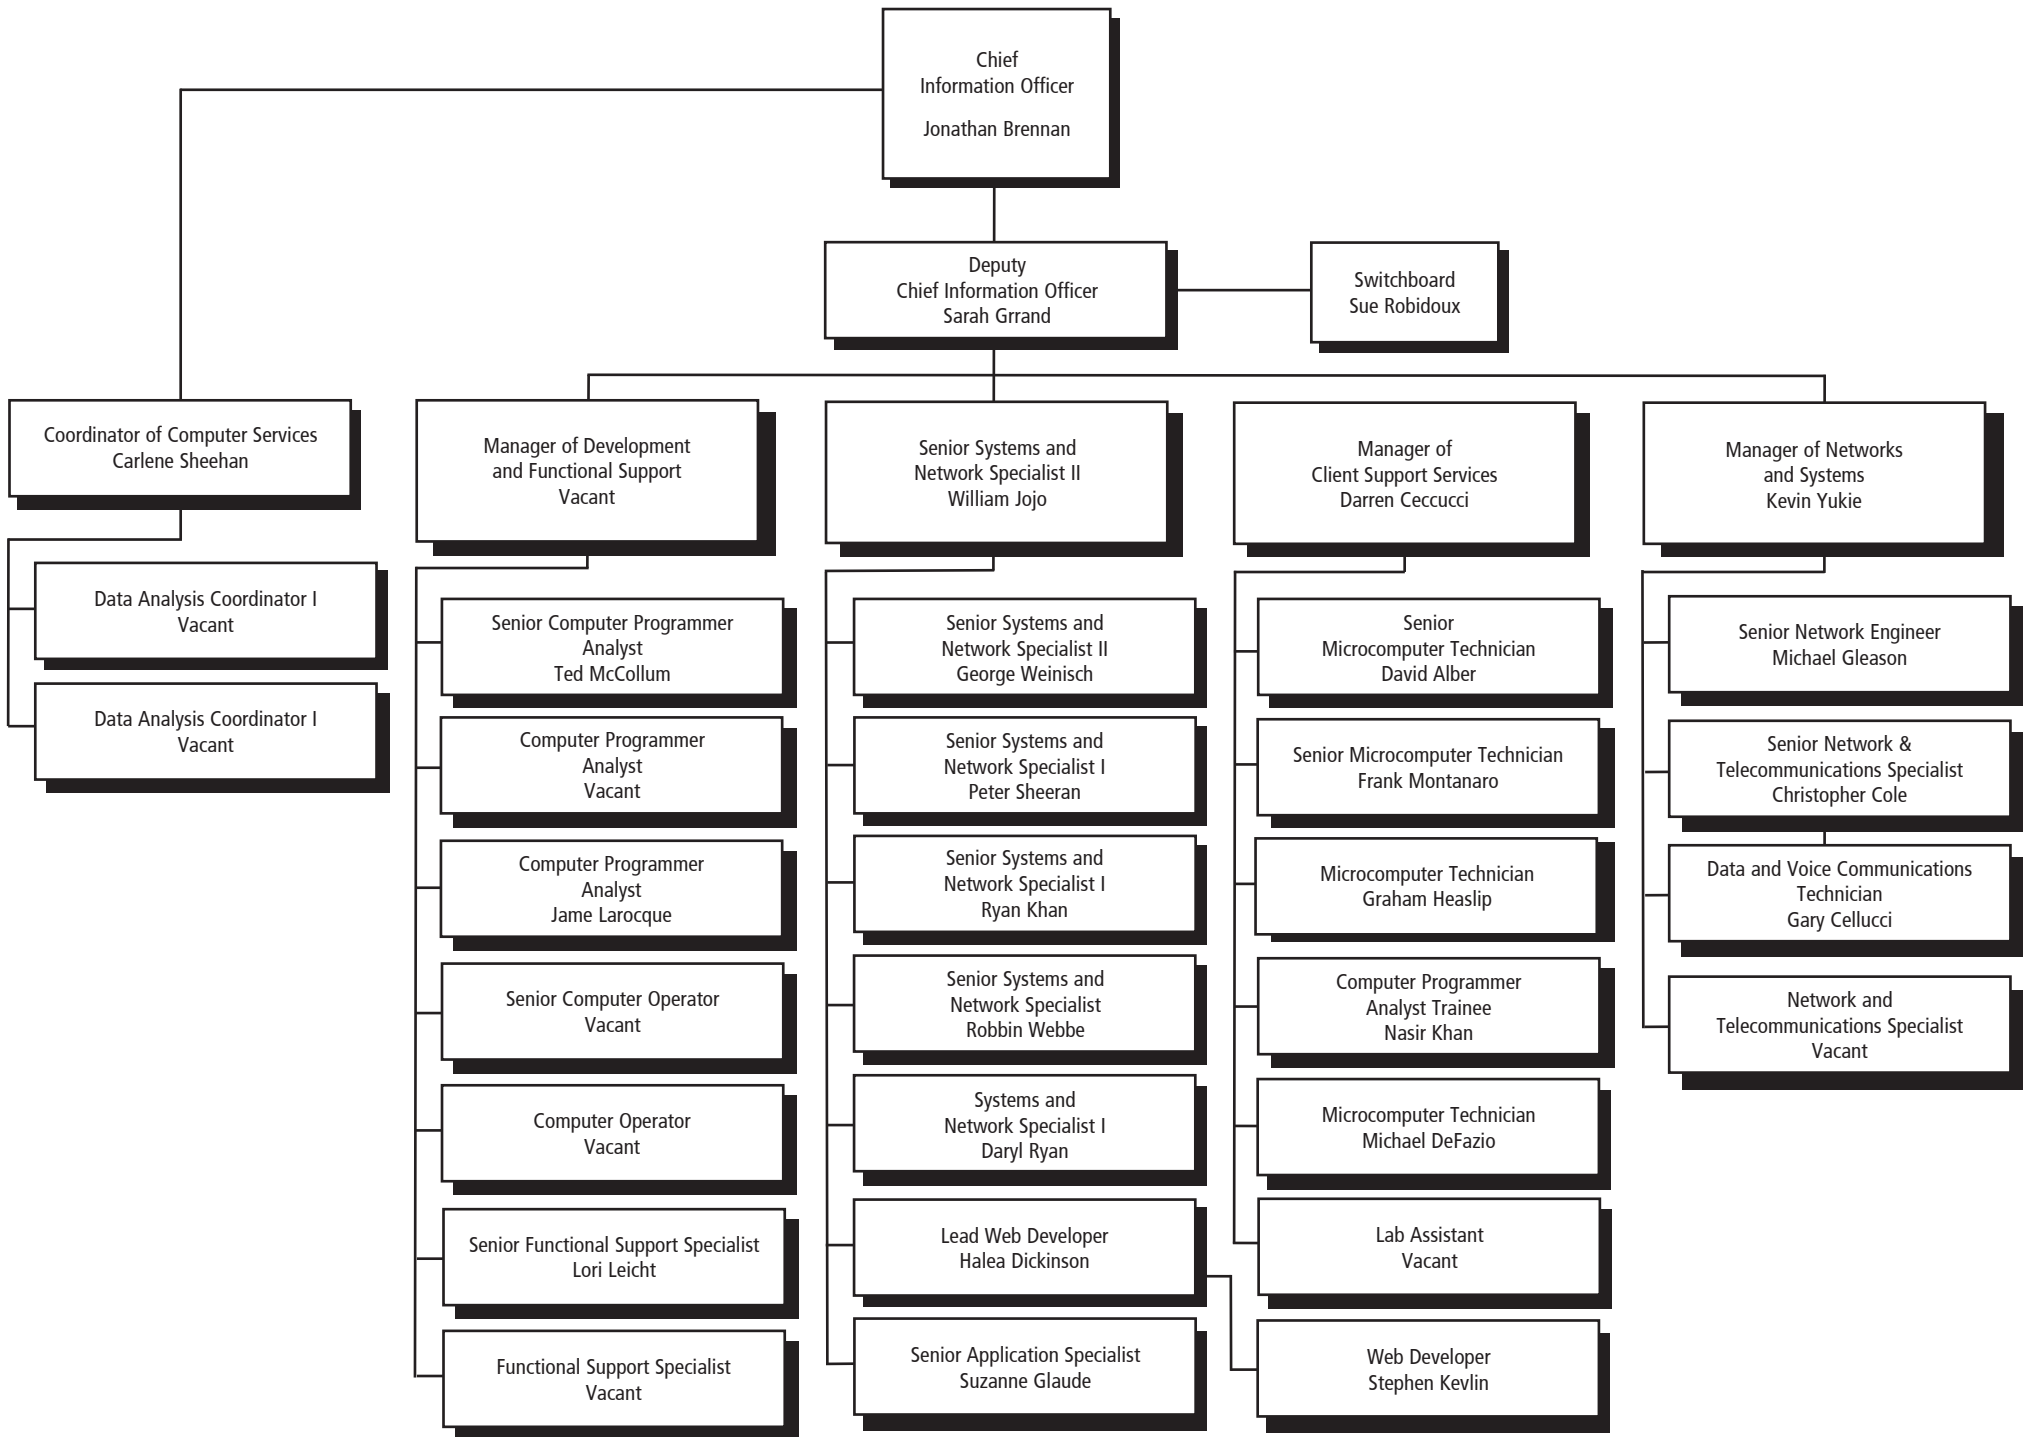 Chief
Information Officer
Jonathan Brennan
Deputy
Chief Information Officer
Sarah Grrand
Switchboard
Sue Robidoux
Coordinator of Computer Services
Carlene Sheehan
Data Analysis Coordinator I
Vacant
Data Analysis Coordinator I
Vacant
Manager of Development
and Functional Support
Vacant
Senior Computer Programmer
Analyst
Ted McCollum
Computer Programmer
Analyst
Vacant
Computer Programmer
Analyst
Jame Larocque
Senior Computer Operator
Vacant
Computer Operator
Vacant
Senior Functional Support Specialist
Lori Leicht
Functional Support Specialist
Vacant
Senior Systems and
Network Specialist II
William Jojo
Senior Systems and
Network Specialist II
George Weinisch
Senior Systems and
Network Specialist I
Peter Sheeran
Senior Systems and
Network Specialist I
Ryan Khan
Senior Systems and
Network Specialist
Robbin Webbe
Systems and
Network Specialist I
Daryl Ryan
Lead Web Developer
Halea Dickinson
Senior Application Specialist
Suzanne Glaude
Manager of
Client Support Services
Darren Ceccucci
Senior
Microcomputer Technician
David Alber
Senior Microcomputer Technician
Frank Montanaro
Microcomputer Technician
Graham Heaslip
Computer Programmer
Analyst Trainee
Nasir Khan
Microcomputer Technician
Michael DeFazio
Lab Assistant
Vacant
Web Developer
Stephen Kevlin
Manager of Networks
and Systems
Kevin Yukie
Senior Network Engineer
Michael Gleason
Senior Network &
Telecommunications Specialist
Christopher Cole
Data and Voice Communications
Technician
Gary Cellucci
Network and
Telecommunications Specialist
Vacant